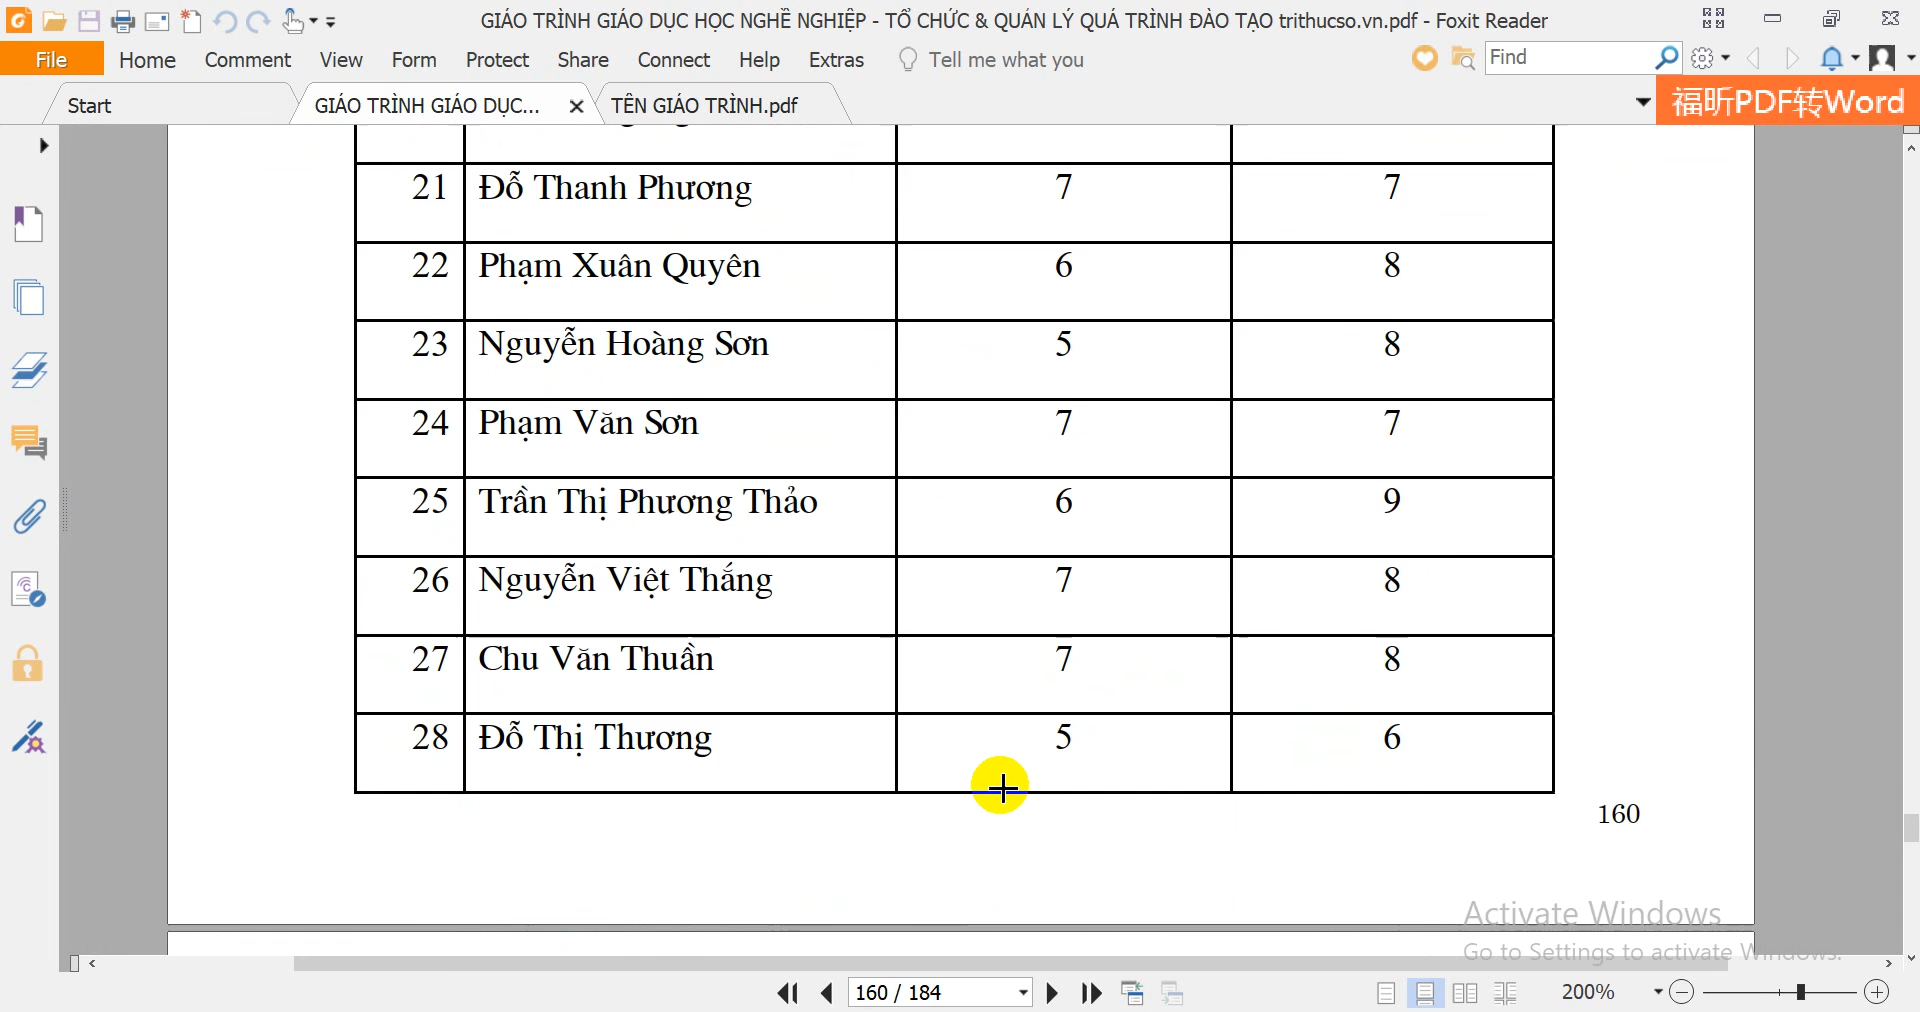 GIÁO TRÌNH GIÁO DỤC HỌC NGHỀ NGHIỆP - TỔ CHỨC & QUẢN LÝ QUÁ TRÌNH ĐÀO TẠO trithucso.vn.pdf - Foxit Reader
File Home Comment View Form Protect Share Connect Help Extras Tell me what you Find
Start GIÁO TRÌNH GIÁO DỤC... TÊN GIÁO TRÌNH.pdf 福昕PDF转Word
21 Đỗ Thanh Phương 7 7
22 Phạm Xuân Quyên 6 8
23 Nguyễn Hoàng Sơn 5 8
24 Phạm Văn Sơn 7 7
25 Trần Thị Phương Thảo 6 9
26 Nguyễn Việt Thắng 7 8
27 Chu Văn Thuần 7 8
28 Đỗ Thị Thương 5 6
160
Activate Windows
Go to Settings to activate Windows.
160 / 184 200%